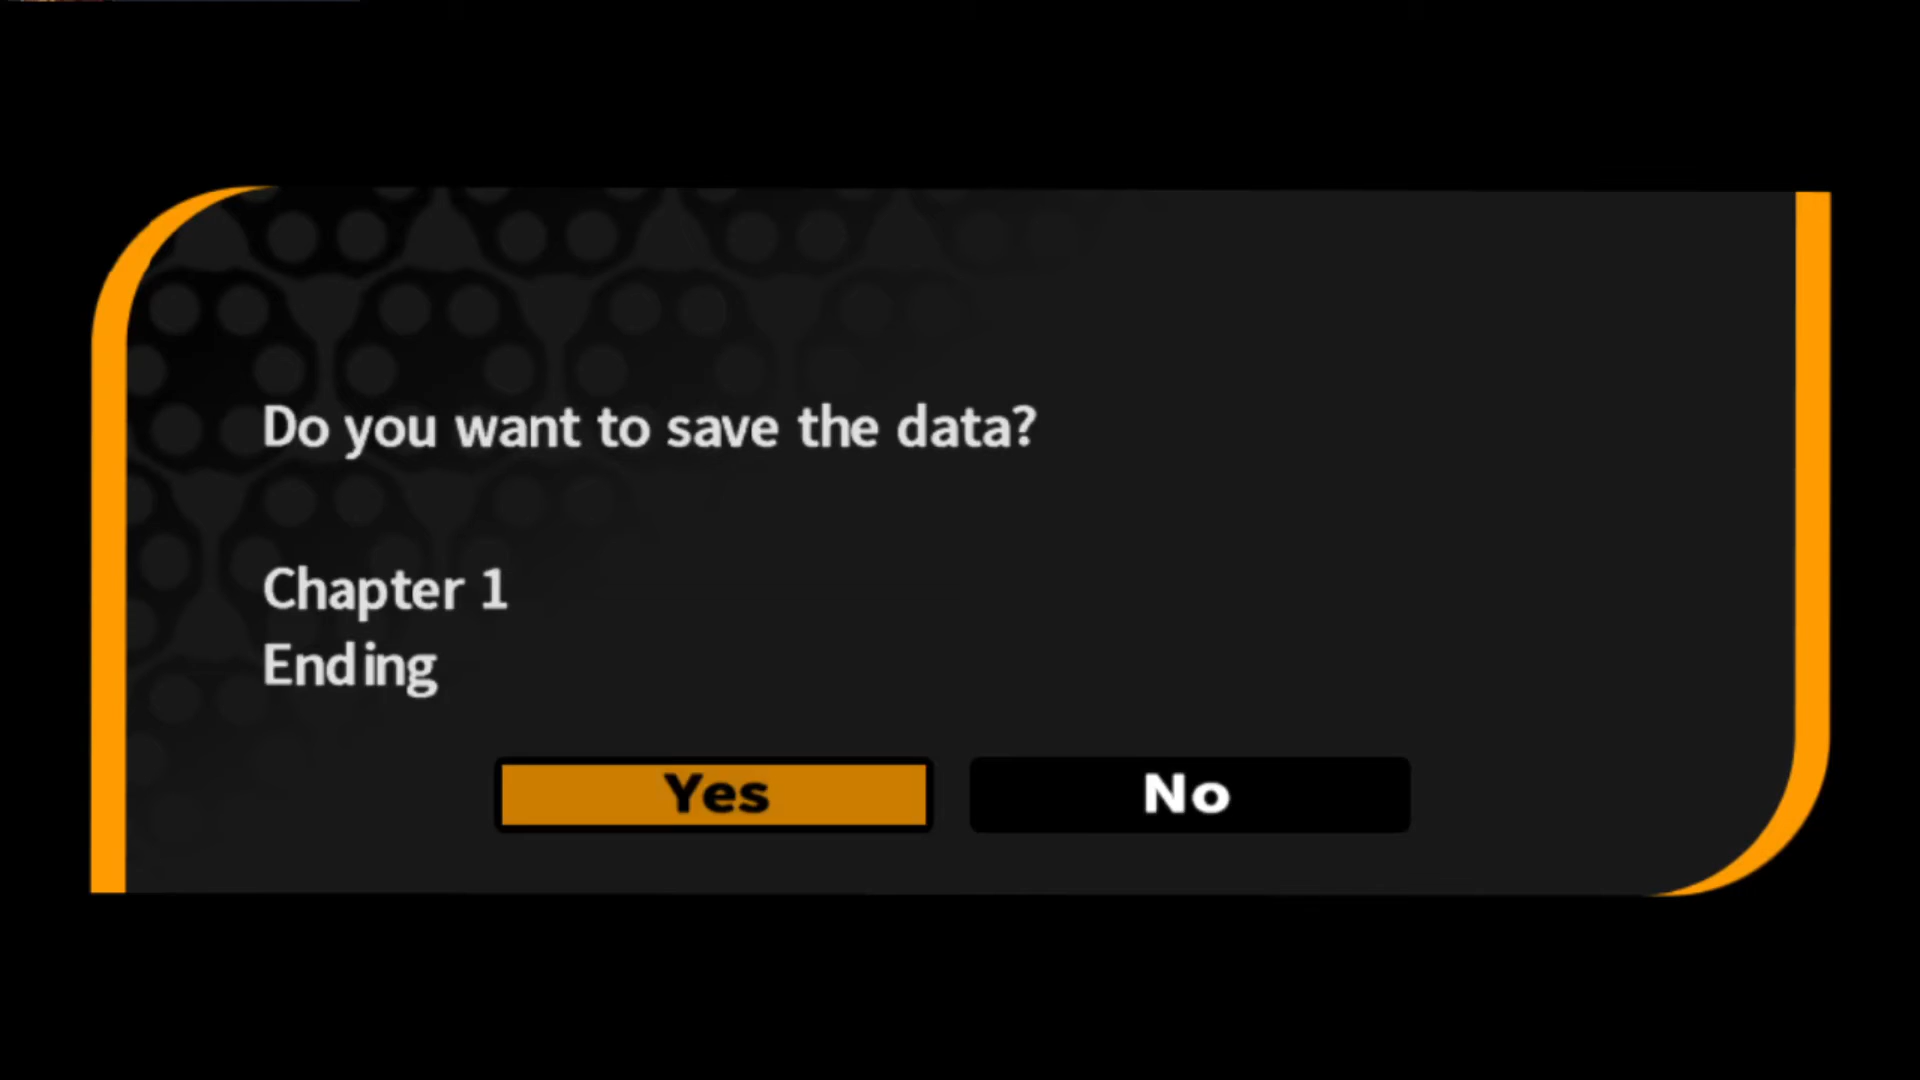 Do you want to save the data?
Chapter 1
Ending
Yes
No